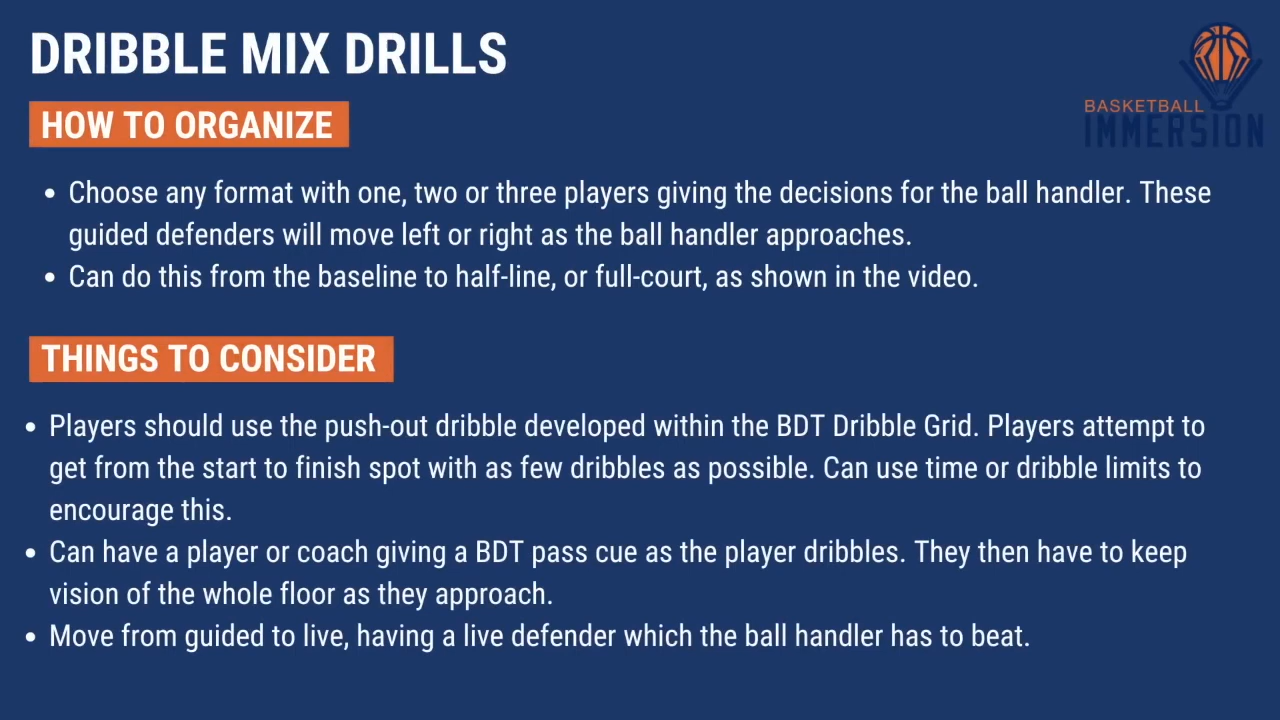 DRIBBLE MIX DRILLS
BASKETBALL
IMMERSION
HOW TO ORGANIZE
• Choose any format with one, two or three players giving the decisions for the ball handler. These
guided defenders will move left or right as the ball handler approaches.
• Can do this from the baseline to half-line, or full-court, as shown in the video.
THINGS TO CONSIDER
• Players should use the push-out dribble developed within the BDT Dribble Grid. Players attempt to
get from the start to finish spot with as few dribbles as possible. Can use time or dribble limits to
encourage this.
• Can have a player or coach giving a BDT pass cue as the player dribbles. They then have to keep
vision of the whole floor as they approach.
• Move from guided to live, having a live defender which the ball handler has to beat.